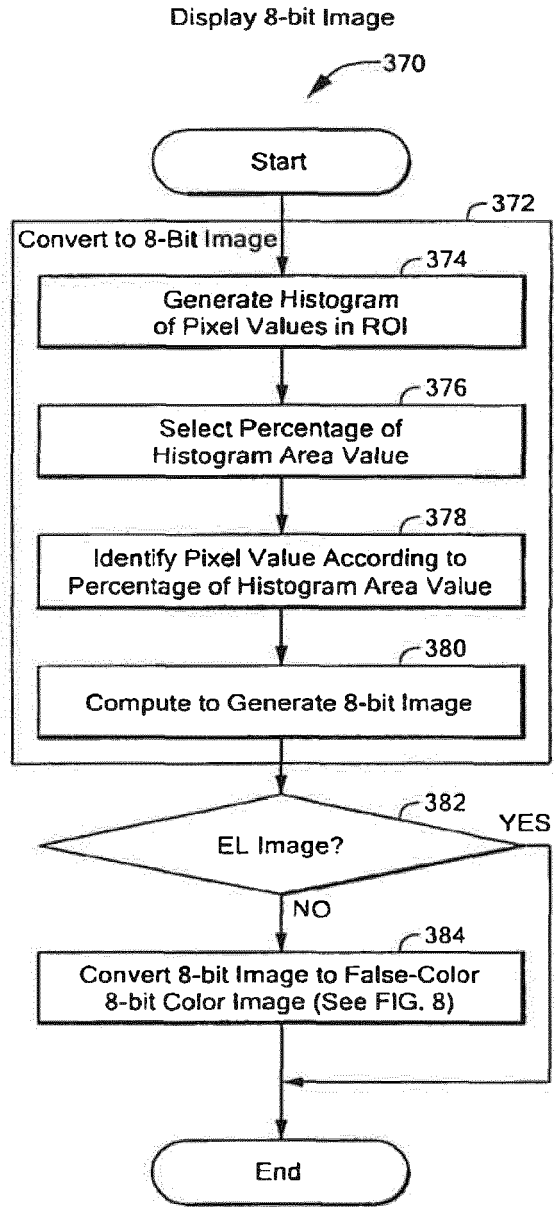 Display 8-bit Image
370
Start
372
Convert to 8-Bit Image
374
Generate Histogram
of Pixel Values in ROI
376
Select Percentage of
Histogram Area Value
378
Identify Pixel Value According to
Percentage of Histogram Area Value
380
Compute to Generate 8-bit Image
382
YES
EL Image?
NO
384
Convert 8-bit Image to False-Color
8-bit Color Image (See FIG. 8)
End